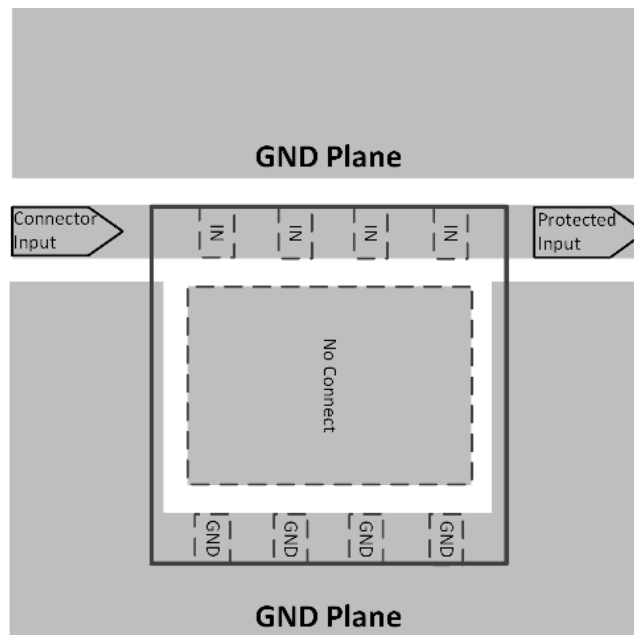 GND Plane
Connector
Input
IN
IN
IN
IN
Protected
Input
No Connect
GND
GND
GND
GND
GND Plane